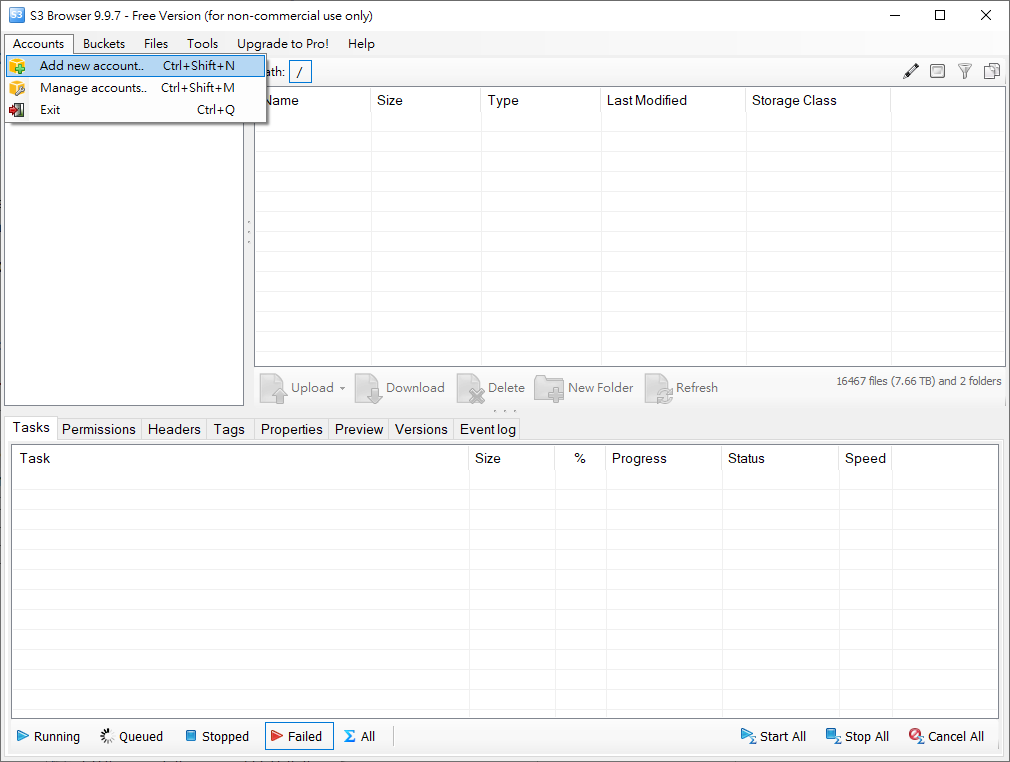 S3 Browser 9.9.7 - Free Version (for non-commercial use only)
Accounts Buckets Files Tools Upgrade to Pro! Help
Add new account.. Ctrl+Shift+N
Manage accounts.. Ctrl+Shift+M
Exit Ctrl+Q
ath: /
Name Size Type Last Modified Storage Class
Upload Download Delete New Folder Refresh 16467 files (7.66 TB) and 2 folders
Tasks Permissions Headers Tags Properties Preview Versions Event log
Task Size % Progress Status Speed
Running Queued Stopped Failed All Start All Stop All Cancel All